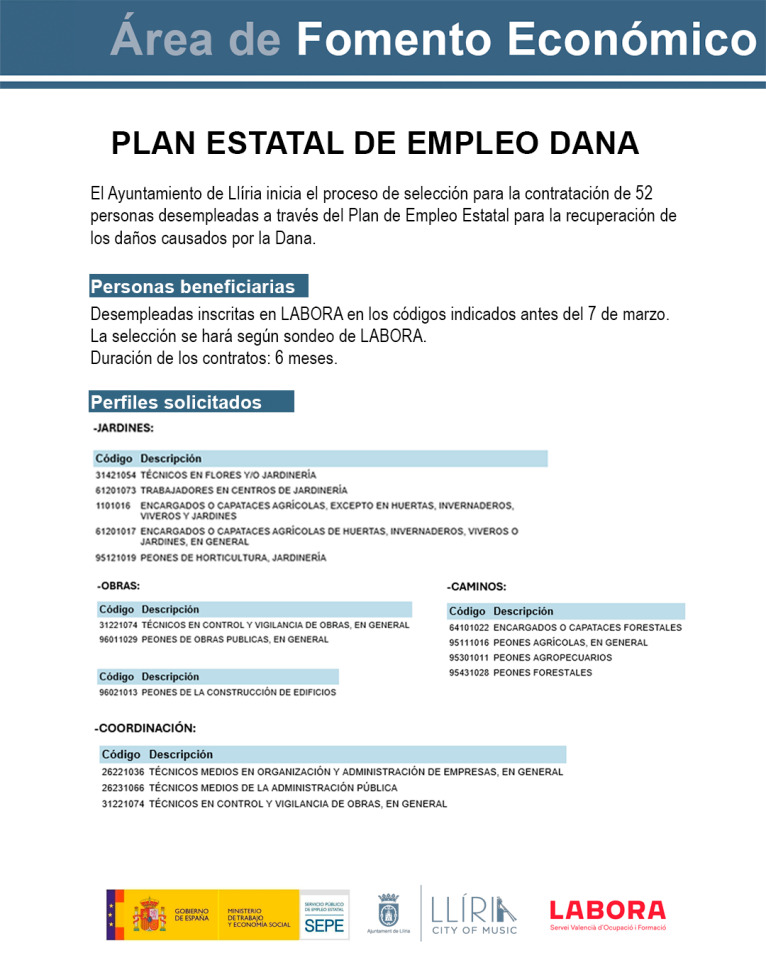 Área de Fomento Económico
PLAN ESTATAL DE EMPLEO DANA
El Ayuntamiento de Llíria inicia el proceso de selección para la contratación de 52
personas desempleadas a través del Plan de Empleo Estatal para la recuperación de
los daños causados por la Dana.
Personas beneficiarias
Desempleadas inscritas en LABORA en los códigos indicados antes del 7 de marzo.
La selección se hará según sondeo de LABORA.
Duración de los contratos: 6 meses.
Perfiles solicitados
-JARDINES:
Código Descripción
31421054 TÉCNICOS EN FLORES Y/O JARDINERÍA
61201073 TRABAJADORES EN CENTROS DE JARDINERÍA
1101016 ENCARGADOS O CAPATACES AGRÍCOLAS, EXCEPTO EN HUERTAS, INVERNADEROS,
VIVEROS Y JARDINES
61201017 ENCARGADOS O CAPATACES AGRÍCOLAS DE HUERTAS, INVERNADEROS, VIVEROS O
JARDINES, EN GENERAL
95121019 PEONES DE HORTICULTURA, JARDINERÍA
-OBRAS:
Código Descripción
31221074 TÉCNICOS EN CONTROL Y VIGILANCIA DE OBRAS, EN GENERAL
96011029 PEONES DE OBRAS PUBLICAS, EN GENERAL
Código Descripción
96021013 PEONES DE LA CONSTRUCCIÓN DE EDIFICIOS
-CAMINOS:
Código Descripción
64101022 ENCARGADOS O CAPATACES FORESTALES
95111016 PEONES AGRÍCOLAS, EN GENERAL
95301011 PEONES AGROPECUARIOS
95431028 PEONES FORESTALES
-COORDINACIÓN:
Código Descripción
26221036 TÉCNICOS MEDIOS EN ORGANIZACIÓN Y ADMINISTRACIÓN DE EMPRESAS, EN GENERAL
26231066 TÉCNICOS MEDIOS DE LA ADMINISTRACIÓN PÚBLICA
31221074 TÉCNICOS EN CONTROL Y VIGILANCIA DE OBRAS, EN GENERAL
GOBIERNO
DE ESPAÑA
MINISTERIO
DE TRABAJO
Y ECONOMÍA SOCIAL
SERVICIO PÚBLICO
DE EMPLEO ESTATAL
SEPE
Ajuntament de Llíria
LLÍRIA
CITY OF MUSIC
LABORA
Servei Valencià d'Ocupació i Formació